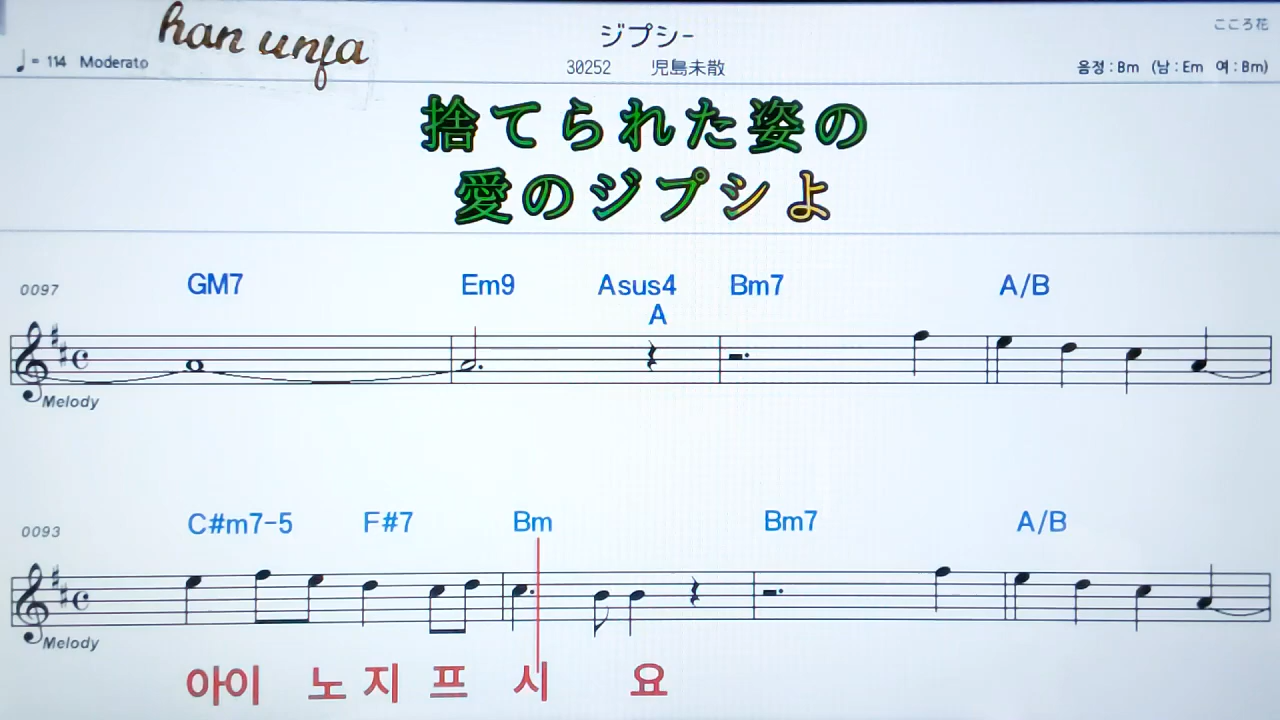 han unfa
ジプシー
こころ花
♩= 114 Moderato
30252 児島未散
음정 : Bm (남 : Em 여 : Bm)
捨てられた姿の
愛のジプシよ
0097 GM7 Em9 Asus4 Bm7 A/B
A
Melody
0093 C#m7-5 F#7 Bm Bm7 A/B
Melody
아이 노 지 프 시 요